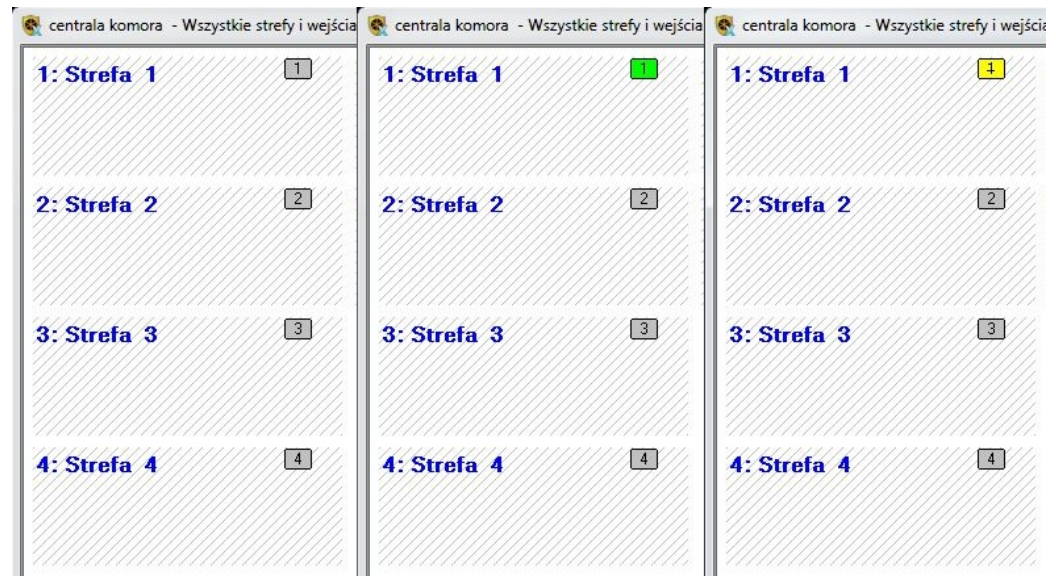 centrala komora - Wszystkie strefy i wejścia
1: Strefa 1
1
2: Strefa 2
2
3: Strefa 3
3
4: Strefa 4
4
centrala komora - Wszystkie strefy i wejścia
1: Strefa 1
1
2: Strefa 2
2
3: Strefa 3
3
4: Strefa 4
4
centrala komora - Wszystkie strefy i wejścia
1: Strefa 1
1
2: Strefa 2
2
3: Strefa 3
3
4: Strefa 4
4